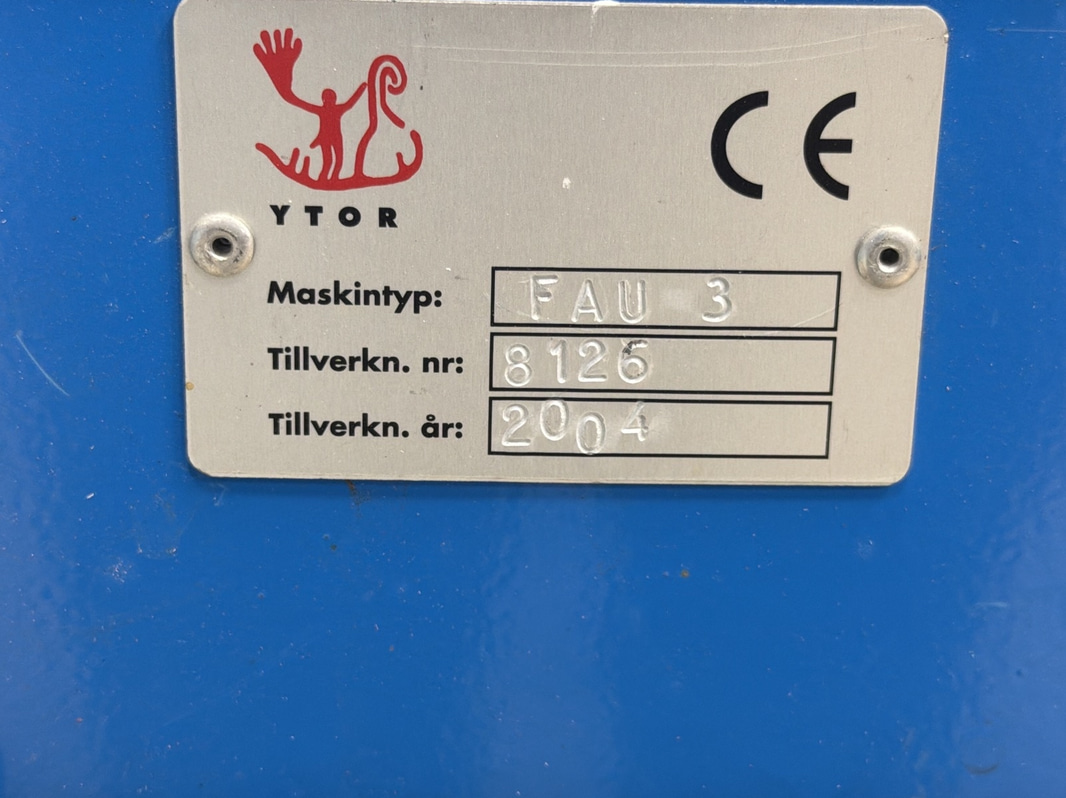 CE
YTOR
Maskintyp: FAU 3
Tillverkn. nr: 8126
Tillverkn. år: 2004